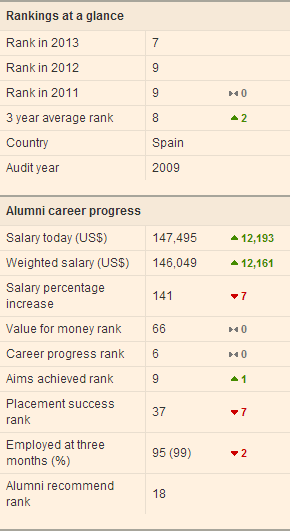 Rankings at a glance
Rank in 2013 7
Rank in 2012 9
Rank in 2011 9 0
3 year average rank 8 2
Country Spain
Audit year 2009
Alumni career progress
Salary today (US$) 147,495 12,193
Weighted salary (US$) 146,049 12,161
Salary percentage
increase 141 7
Value for money rank 66 0
Career progress rank 6 0
Aims achieved rank 9 1
Placement success
rank 37 7
Employed at three
months (%) 95 (99) 2
Alumni recommend
rank 18